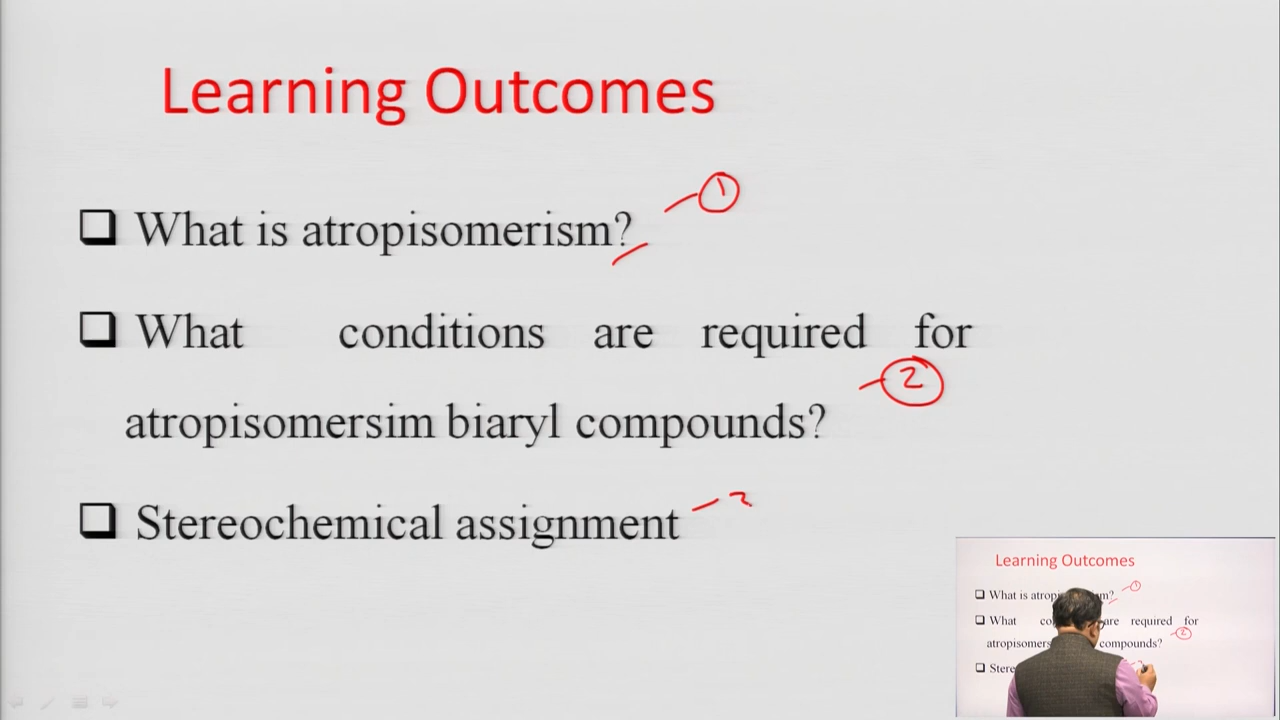 Learning Outcomes
What is atropisomerism?
1
What conditions are required for
2
atropisomersim biaryl compounds?
Stereochemical assignment
Learning Outcomes
What is atrop m?
1
What co are required for
2
atropisomers compounds?
Stere